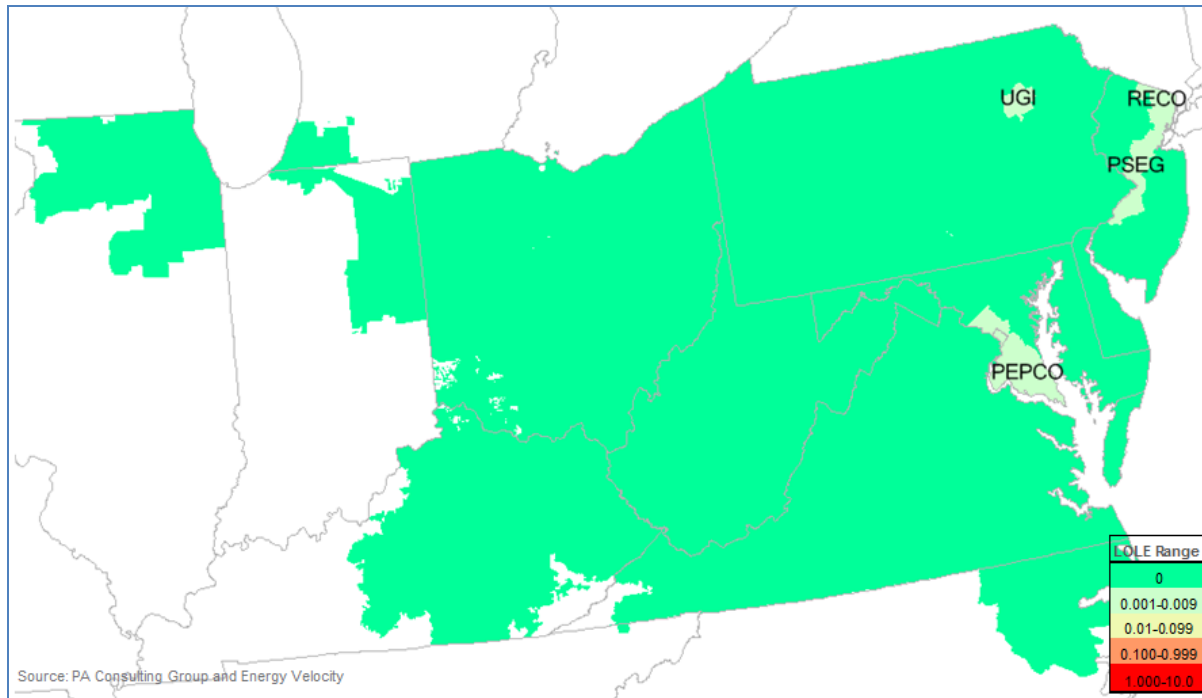 UGI
RECO
PSEG
PEPCO
LOLE Range
0
0.001-0.009
0.01-0.099
0.100-0.999
1.000-10.0
Source: PA Consulting Group and Energy Velocity